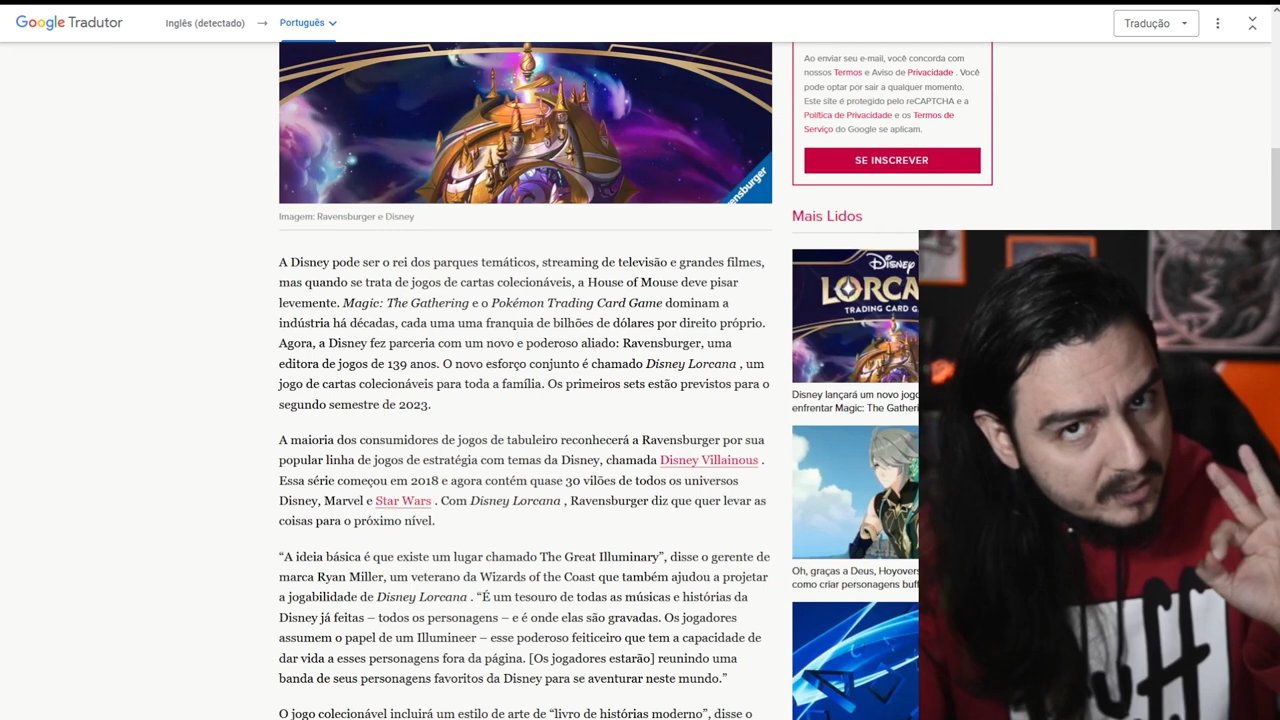 Google Tradutor
Inglês (detectado) → Português
Tradução
Ravensburger
Imagem: Ravensburger e Disney
A Disney pode ser o rei dos parques temáticos, streaming de televisão e grandes filmes,
mas quando se trata de jogos de cartas colecionáveis, a House of Mouse deve pisar
levemente. Magic: The Gathering e o Pokémon Trading Card Game dominam a
indústria há décadas, cada uma uma franquia de bilhões de dólares por direito próprio.
Agora, a Disney fez parceria com um novo e poderoso aliado: Ravensburger, uma
editora de jogos de 139 anos. O novo esforço conjunto é chamado Disney Lorcana , um
jogo de cartas colecionáveis para toda a família. Os primeiros sets estão previstos para o
segundo semestre de 2023.
A maioria dos consumidores de jogos de tabuleiro reconhecerá a Ravensburger por sua
popular linha de jogos de estratégia com temas da Disney, chamada Disney Villainous .
Essa série começou em 2018 e agora contém quase 30 vilões de todos os universos
Disney, Marvel e Star Wars . Com Disney Lorcana , Ravensburger diz que quer levar as
coisas para o próximo nível.
“A ideia básica é que existe um lugar chamado The Great Illuminary”, disse o gerente de
marca Ryan Miller, um veterano da Wizards of the Coast que também ajudou a projetar
a jogabilidade de Disney Lorcana . “É um tesouro de todas as músicas e histórias da
Disney já feitas – todos os personagens – e é onde elas são gravadas. Os jogadores
assumem o papel de um Illumineer – esse poderoso feiticeiro que tem a capacidade de
dar vida a esses personagens fora da página. [Os jogadores estarão] reunindo uma
banda de seus personagens favoritos da Disney para se aventurar neste mundo.”
O jogo colecionável incluirá um estilo de arte de “livro de histórias moderno”, disse o
Ao enviar seu e-mail, você concorda com
nossos Termos e Aviso de Privacidade . Você
pode optar por sair a qualquer momento.
Este site é protegido pelo reCAPTCHA e a
Política de Privacidade e os Termos de
Serviço do Google se aplicam.
SE INSCREVER
Mais Lidos
Disney
LORCA
TRADING CARD G
Disney lançará um novo jogo
enfrentar Magic: The Gatheri
Oh, graças a Deus, Hoyovers
como criar personagens buff